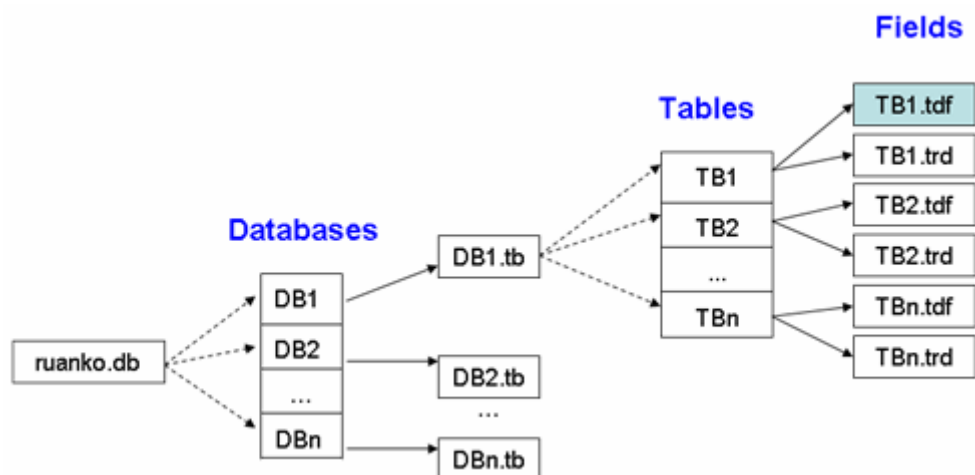 Fields
Tables
Databases
ruanko.db
DB1
DB2
...
DBn
DB1.tb
DB2.tb
...
DBn.tb
TB1
TB2
...
TBn
TB1.tdf
TB1.trd
TB2.tdf
TB2.trd
TBn.tdf
TBn.trd